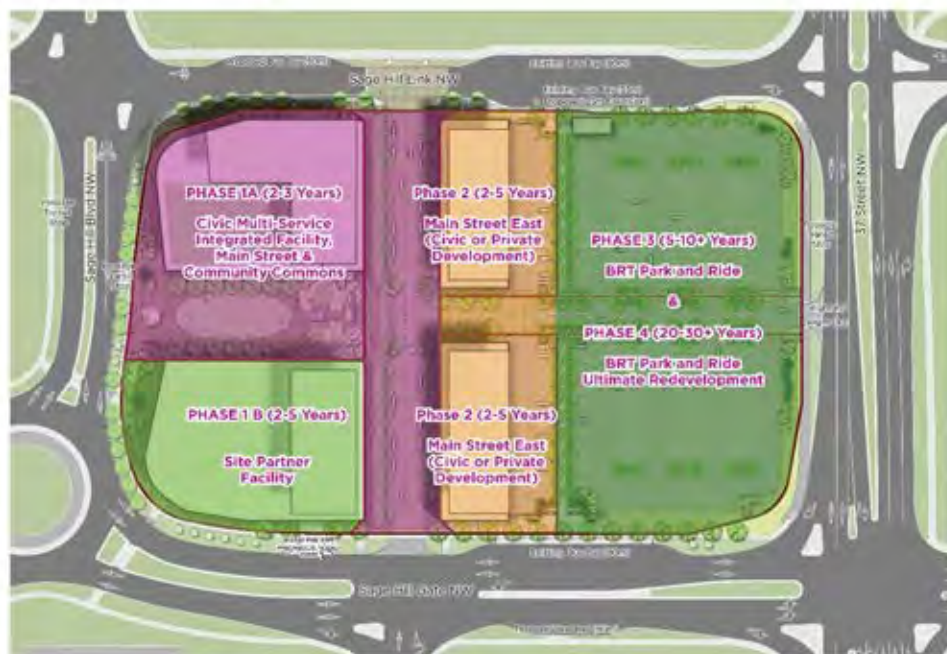 Sage Hill Link NW
Sage Hill Blvd NW
37 Street NW
PHASE 1A (2-3 Years)
Civic Multi-Service
Integrated Facility,
Main Street &
Community Commons
Phase 2 (2-5 Years)
Main Street East
(Civic or Private
Development)
PHASE 3 (5-10+ Years)
BRT Park and Ride
&
PHASE 4 (20-30+ Years)
BRT Park and Ride
Ultimate Redevelopment
PHASE 1 B (2-5 Years)
Site Partner
Facility
Phase 2 (2-5 Years)
Main Street East
(Civic or Private
Development)
Sage Hill Gate NW